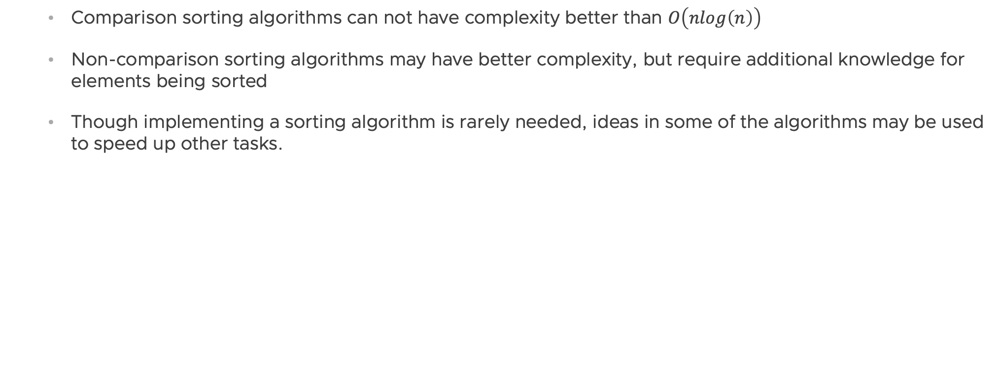 • Comparison sorting algorithms can not have complexity better than O(nlog(n))
• Non-comparison sorting algorithms may have better complexity, but require additional knowledge for
elements being sorted
• Though implementing a sorting algorithm is rarely needed, ideas in some of the algorithms may be used
to speed up other tasks.